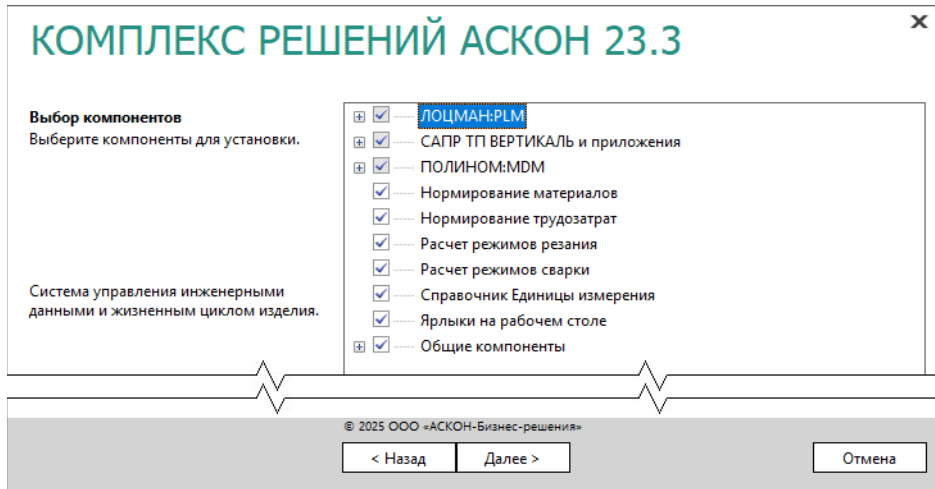 КОМПЛЕКС РЕШЕНИЙ АСКОН 23.3
Выбор компонентов
Выберите компоненты для установки.
ЛОЦМАН:PLM
САПР ТП ВЕРТИКАЛЬ и приложения
ПОЛИНОМ:MDM
Нормирование материалов
Нормирование трудозатрат
Расчет режимов резания
Расчет режимов сварки
Справочник Единицы измерения
Ярлыки на рабочем столе
Общие компоненты
Система управления инженерными
данными и жизненным циклом изделия.
© 2025 ООО «АСКОН-Бизнес-решения»
< Назад
Далее >
Отмена